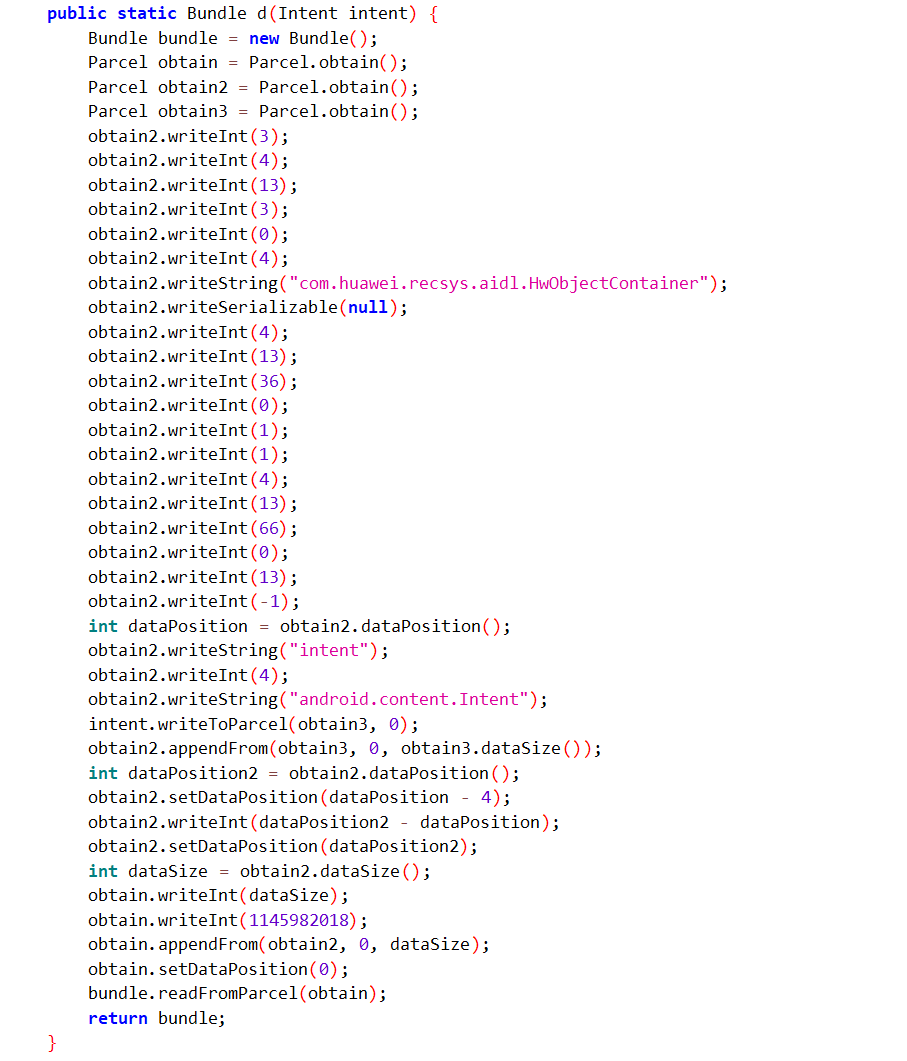 public static Bundle d(Intent intent) {
Bundle bundle = new Bundle();
Parcel obtain = Parcel.obtain();
Parcel obtain2 = Parcel.obtain();
Parcel obtain3 = Parcel.obtain();
obtain2.writeInt(3);
obtain2.writeInt(4);
obtain2.writeInt(13);
obtain2.writeInt(3);
obtain2.writeInt(0);
obtain2.writeInt(4);
obtain2.writeString("com.huawei.recsys.aidl.HwObjectContainer");
obtain2.writeSerializable(null);
obtain2.writeInt(4);
obtain2.writeInt(13);
obtain2.writeInt(36);
obtain2.writeInt(0);
obtain2.writeInt(1);
obtain2.writeInt(1);
obtain2.writeInt(4);
obtain2.writeInt(13);
obtain2.writeInt(66);
obtain2.writeInt(0);
obtain2.writeInt(13);
obtain2.writeInt(-1);
int dataPosition = obtain2.dataPosition();
obtain2.writeString("intent");
obtain2.writeInt(4);
obtain2.writeString("android.content.Intent");
intent.writeToParcel(obtain3, 0);
obtain2.appendFrom(obtain3, 0, obtain3.dataSize());
int dataPosition2 = obtain2.dataPosition();
obtain2.setDataPosition(dataPosition - 4);
obtain2.writeInt(dataPosition2 - dataPosition);
obtain2.setDataPosition(dataPosition2);
int dataSize = obtain2.dataSize();
obtain.writeInt(dataSize);
obtain.writeInt(1145982018);
obtain.appendFrom(obtain2, 0, dataSize);
obtain.setDataPosition(0);
bundle.readFromParcel(obtain);
return bundle;
}